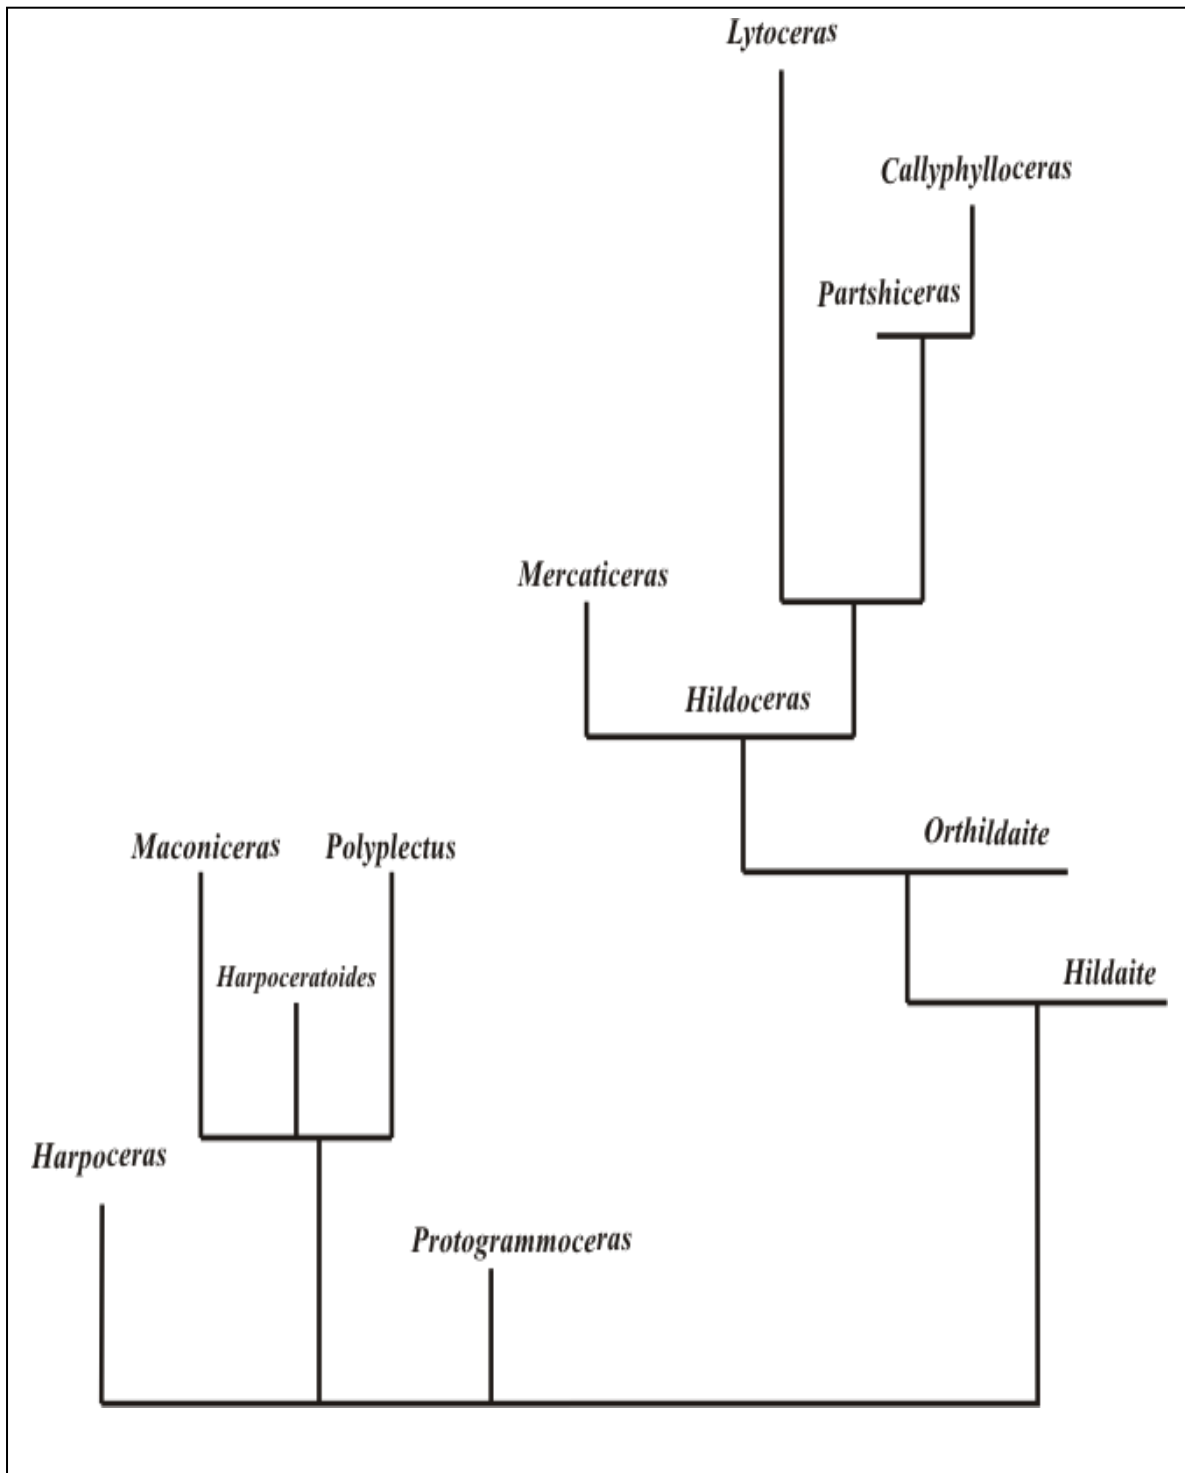 Lytoceras
Callyphylloceras
Partshiceras
Mercaticeras
Hildoceras
Orthildaite
Maconiceras
Polyplectus
Hildaite
Harpoceratoides
Harpoceras
Protogrammoceras